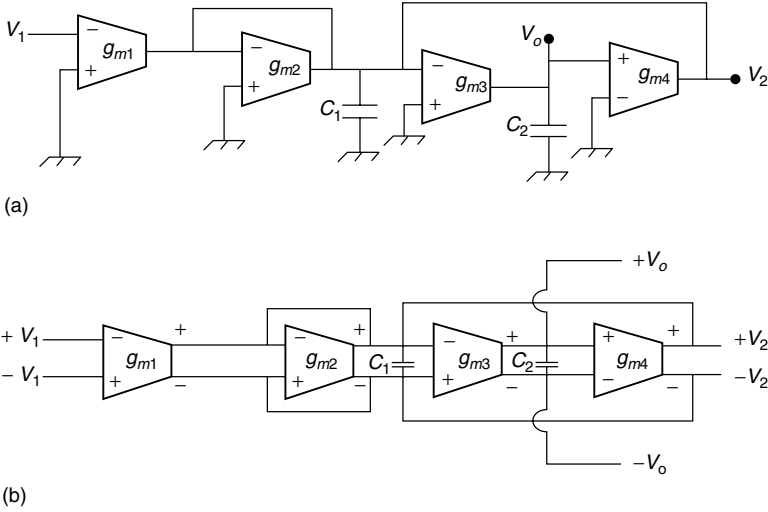 V1
−
+
gm1
−
+
gm2
C1
−
+
gm3
Vo
C2
+
−
gm4
V2
(a)
+Vo
+ V1
− V1
−
+
gm1
+
−
−
+
gm2
+
−
C1
−
+
gm3
+
−
C2
+
−
gm4
+
−
+V2
−V2
−Vo
(b)